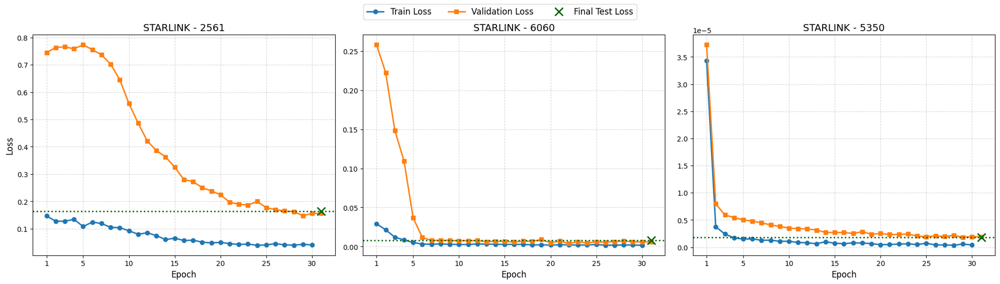 Train Loss Validation Loss Final Test Loss
STARLINK - 2561
0.8
0.7
0.6
0.5
0.4
0.3
0.2
0.1
Loss
1 5 10 15 20 25 30
Epoch
STARLINK - 6060
0.25
0.20
0.15
0.10
0.05
0.00
1 5 10 15 20 25 30
Epoch
STARLINK - 5350
1e−5
3.5
3.0
2.5
2.0
1.5
1.0
0.5
0.0
1 5 10 15 20 25 30
Epoch